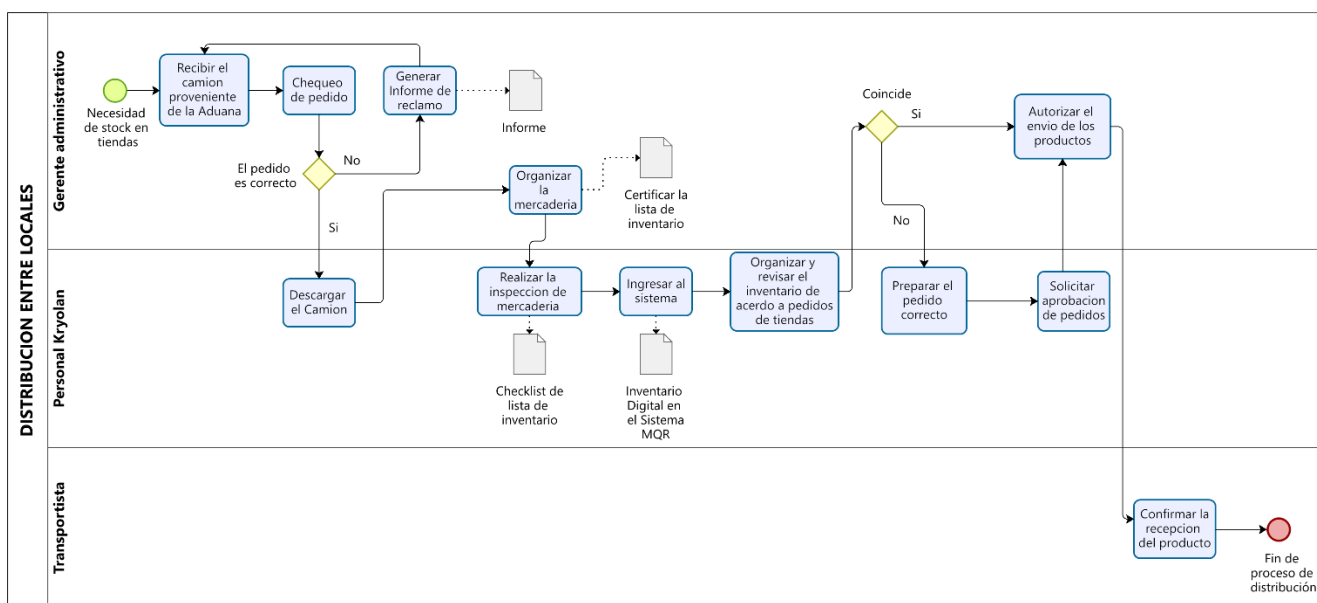 DISTRIBUCION ENTRE LOCALES
Gerente administrativo
Necesidad
de stock en
tiendas
Recibir el
camion
proveniente
de la Aduana
Chequeo
de pedido
El pedido
es correcto
No
Si
Generar
Informe de
reclamo
Informe
Organizar
la
mercaderia
Certificar la
lista de
inventario
Coincide
Si
No
Autorizar el
envio de los
productos
Personal Kryolan
Descargar
el Camion
Realizar la
inspeccion de
mercaderia
Checklist de
lista de
inventario
Ingresar al
sistema
Inventario
Digital en
el Sistema
MQR
Organizar y
revisar el
inventario de
acerdo a pedidos
de tiendas
Preparar el
pedido
correcto
Solicitar
aprobacion
de pedidos
Transportista
Confirmar la
recepcion
del producto
Fin de
proceso de
distribución